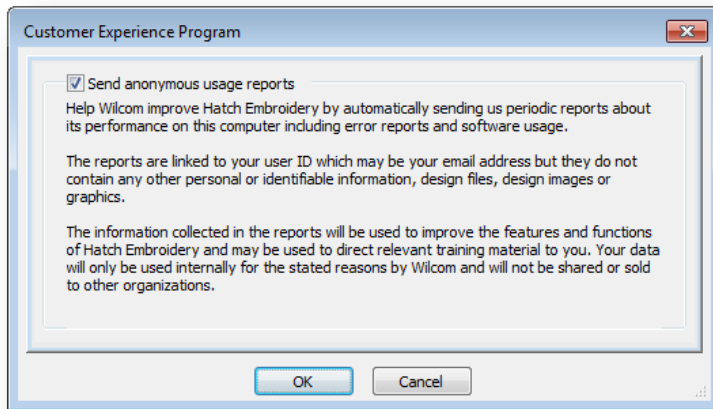 Customer Experience Program
Send anonymous usage reports
Help Wilcom improve Hatch Embroidery by automatically sending us periodic reports about
its performance on this computer including error reports and software usage.
The reports are linked to your user ID which may be your email address but they do not
contain any other personal or identifiable information, design files, design images or
graphics.
The information collected in the reports will be used to improve the features and functions
of Hatch Embroidery and may be used to direct relevant training material to you. Your data
will only be used internally for the stated reasons by Wilcom and will not be shared or sold
to other organizations.
OK Cancel